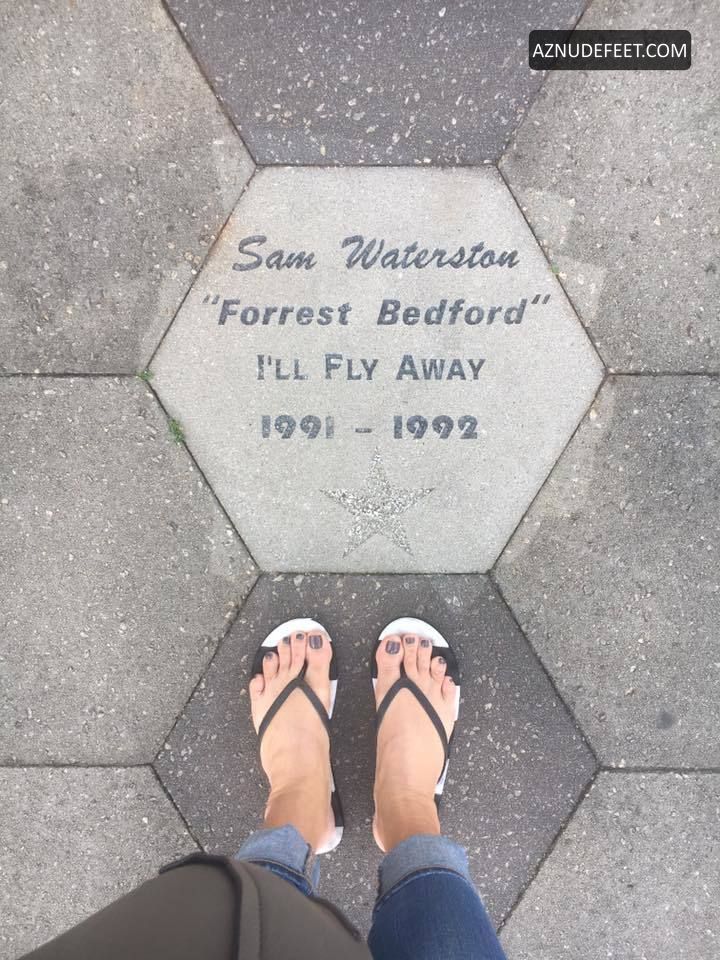 AZNUDEFEET.COM
Sam Waterston
"Forrest Bedford"
I'LL FLY AWAY
1991 - 1992